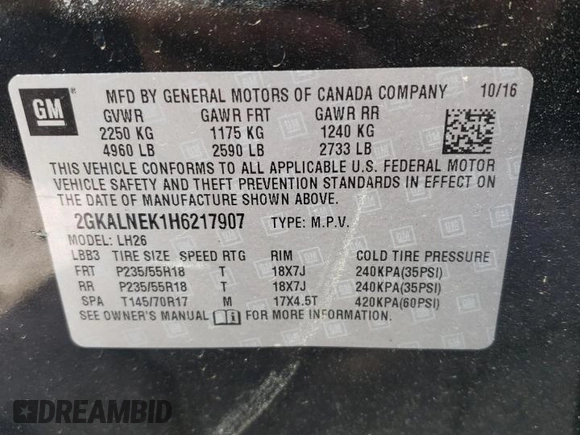 GM
MFD BY GENERAL MOTORS OF CANADA COMPANY 10/16
GVWR GAWR FRT GAWR RR
2250 KG 1175 KG 1240 KG
4960 LB 2590 LB 2733 LB
THIS VEHICLE CONFORMS TO ALL APPLICABLE U.S. FEDERAL MOTOR
VEHICLE SAFETY AND THEFT PREVENTION STANDARDS IN EFFECT ON
THE DATE OF MANUFACTURE SHOWN ABOVE.
2GKALNEK1H6217907 TYPE: M.P.V.
MODEL: LH26
LBB3 TIRE SIZE SPEED RTG RIM COLD TIRE PRESSURE
FRT P235/55R18 T 18X7J 240KPA(35PSI)
RR P235/55R18 T 18X7J 240KPA(35PSI)
SPA T145/70R17 M 17X4.5T 420KPA(60PSI)
SEE OWNER'S MANUAL FOR MORE INFORMATION.
DREAMBID